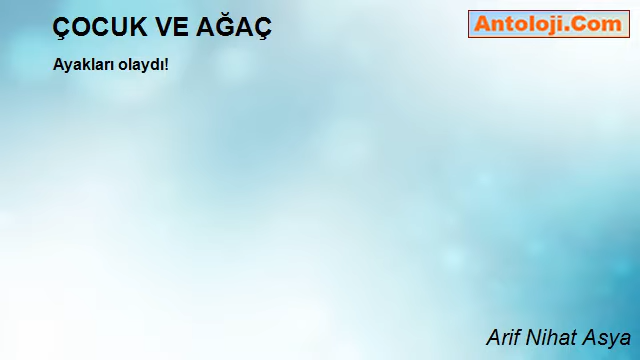 ÇOCUK VE AĞAÇ
Antoloji.Com
Ayakları olaydı!
Arif Nihat Asya